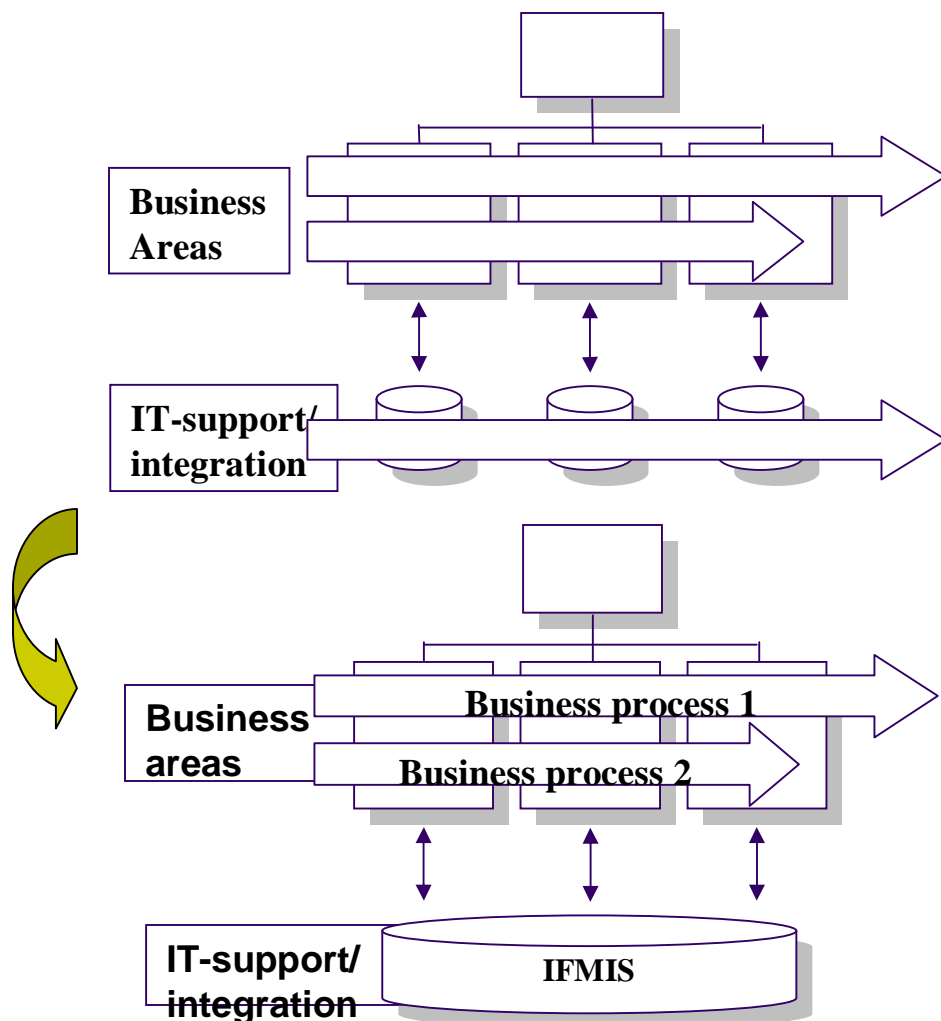 Business
Areas
IT-support/
integration
Business
areas
Business process 1
Business process 2
IT-support/
integration
IFMIS